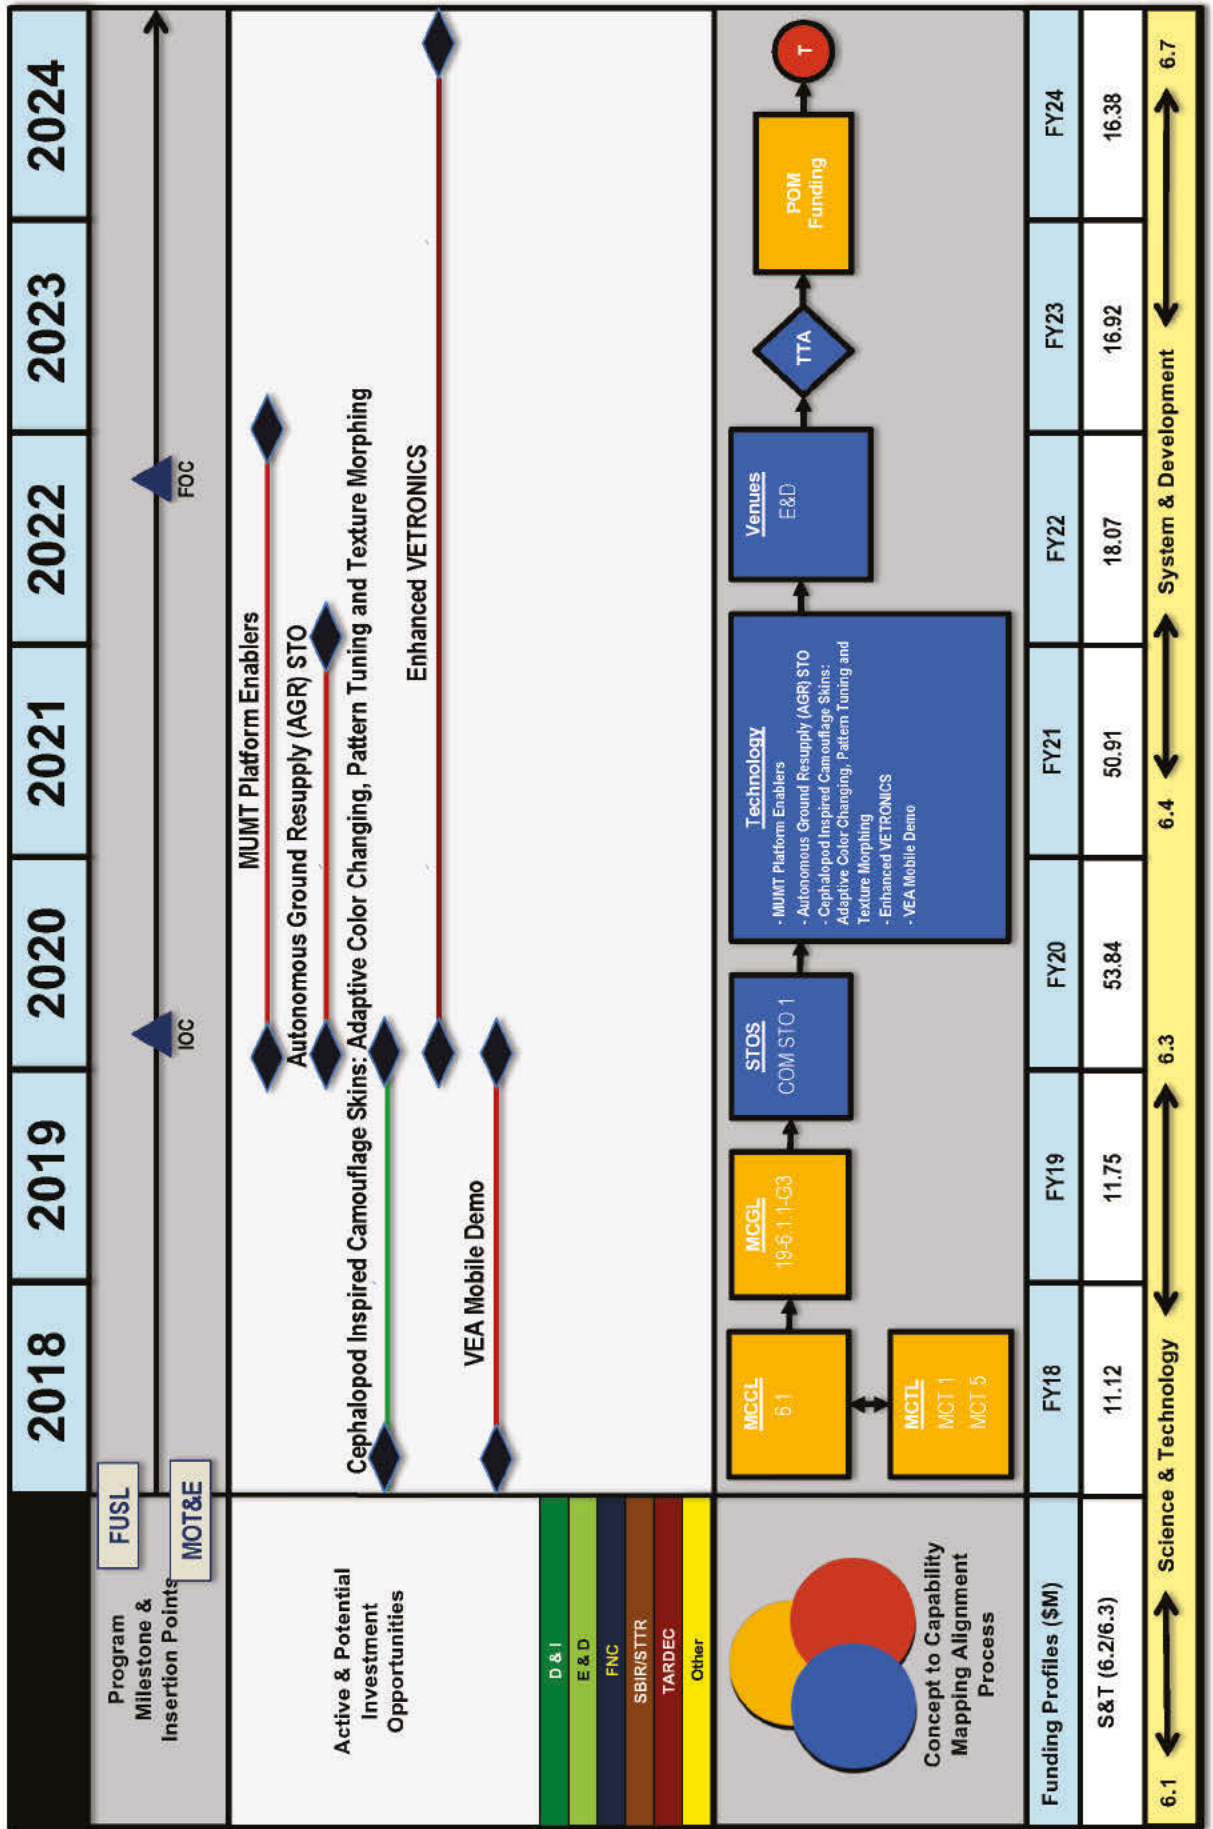 2018
2019
2020
2021
2022
2023
2024
Program
Milestone &
Insertion Points
FUSL
MOT&E
IOC
FOC
Active & Potential
Investment
Opportunities
MUMT Platform Enablers
Autonomous Ground Resupply (AGR) STO
Cephalopod Inspired Camouflage Skins: Adaptive Color Changing, Pattern Tuning and Texture Morphing
Enhanced VETRONICS
VEA Mobile Demo
D & I
E & D
FNC
SBIR/STTR
TARDEC
Other
Concept to Capability
Mapping Alignment
Process
MCCL
6.1
MCTL
MCT 1
MCT 5
MCGL
19-6.1.1-G3
STOS
COM STO 1
Technology
- MUMT Platform Enablers
- Autonomous Ground Resupply (AGR) STO
- Cephalopod Inspired Camouflage Skins:
Adaptive Color Changing, Pattern Tuning and
Texture Morphing
- Enhanced VETRONICS
- VEA Mobile Demo
Venues
E&D
TTA
POM
Funding
T
Funding Profiles ($M)
FY18
FY19
FY20
FY21
FY22
FY23
FY24
S&T (6.2/6.3)
11.12
11.75
53.84
50.91
18.07
16.92
16.38
6.1
Science & Technology
6.3
6.4
System & Development
6.7